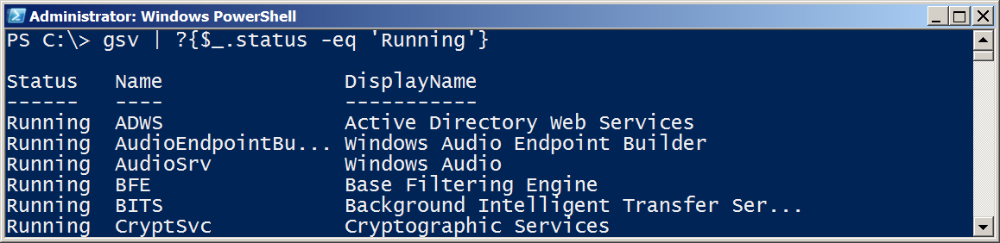 Administrator: Windows PowerShell
PS C:\> gsv | ?{$_.status -eq 'Running'}
Status   Name               DisplayName
------   ----               -----------
Running  ADWS               Active Directory Web Services
Running  AudioEndpointBu... Windows Audio Endpoint Builder
Running  AudioSrv           Windows Audio
Running  BFE                Base Filtering Engine
Running  BITS               Background Intelligent Transfer Ser...
Running  CryptSvc           Cryptographic Services